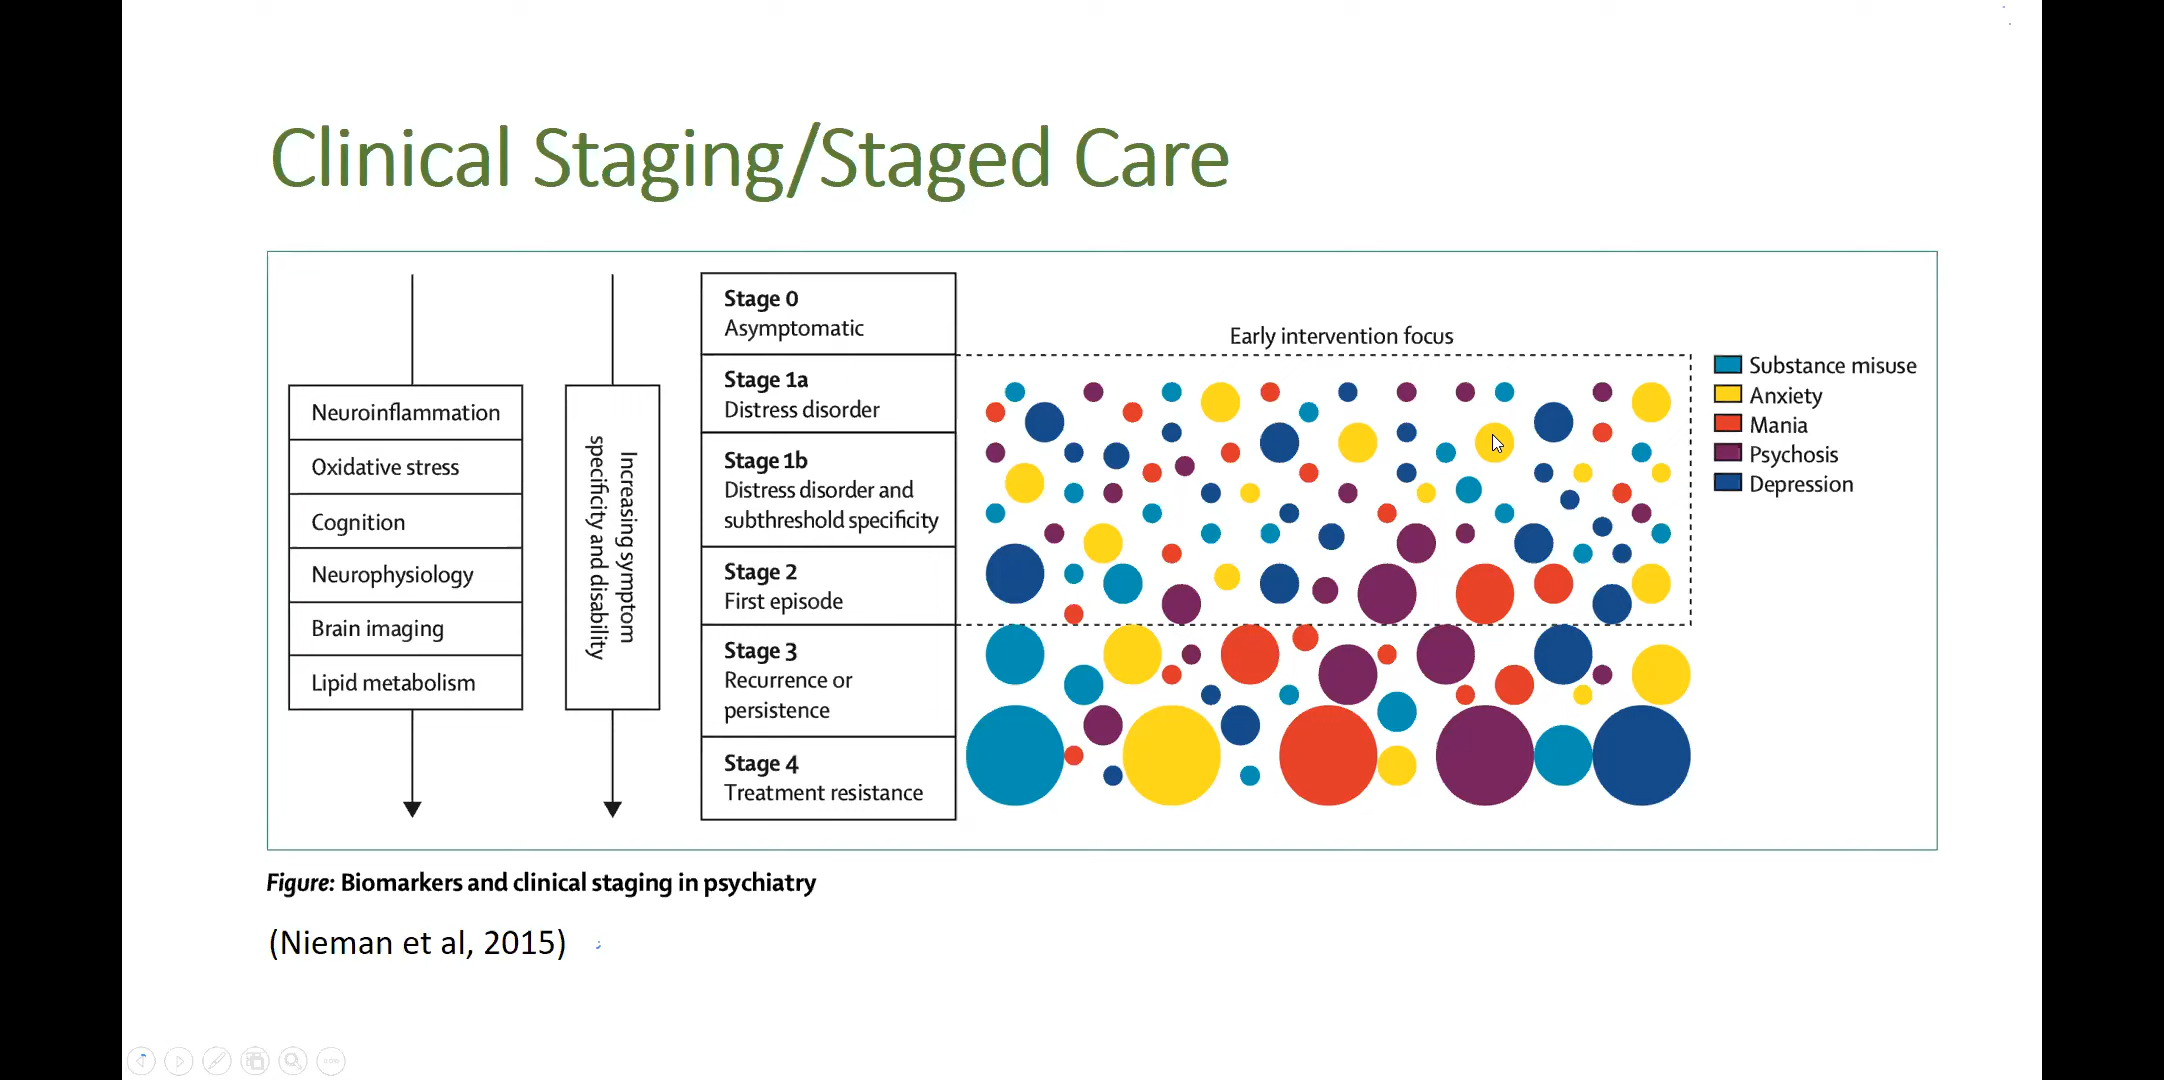 Clinical Staging/Staged Care
Neuroinflammation
Oxidative stress
Cognition
Neurophysiology
Brain imaging
Lipid metabolism
Increasing symptom
specificity and disability
Stage 0
Asymptomatic
Stage 1a
Distress disorder
Stage 1b
Distress disorder and
subthreshold specificity
Stage 2
First episode
Stage 3
Recurrence or
persistence
Stage 4
Treatment resistance
Early intervention focus
Substance misuse
Anxiety
Mania
Psychosis
Depression
Figure: Biomarkers and clinical staging in psychiatry
(Nieman et al, 2015)